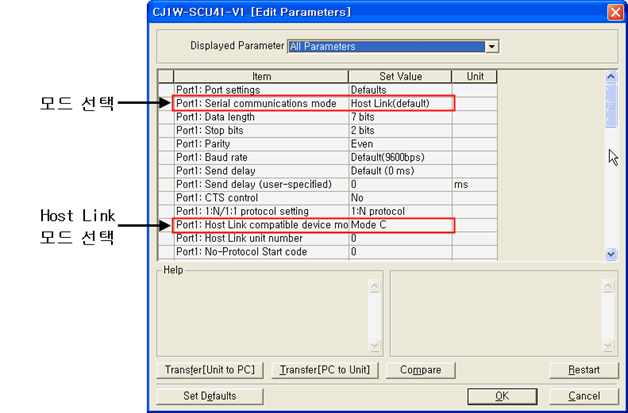 CJ1W-SCU41-V1 [Edit Parameters]
Displayed Parameter All Parameters
Item Set Value Unit
Port1: Port settings Defaults
모드 선택
Port1: Serial communications mode Host Link(default)
Port1: Data length 7 bits
Port1: Stop bits 2 bits
Port1: Parity Even
Port1: Baud rate Default(9600bps)
Port1: Send delay Default (0 ms)
Port1: Send delay (user-specified) 0 ms
Port1: CTS control No
Port1: 1:N/1:1 protocol setting 1:N protocol
Host Link
모드 선택
Port1: Host Link compatible device mo Mode C
Port1: Host Link unit number 0
Port1: No-Protocol Start code 0
Help
Transfer[Unit to PC] Transfer[PC to Unit] Compare Restart
Set Defaults OK Cancel